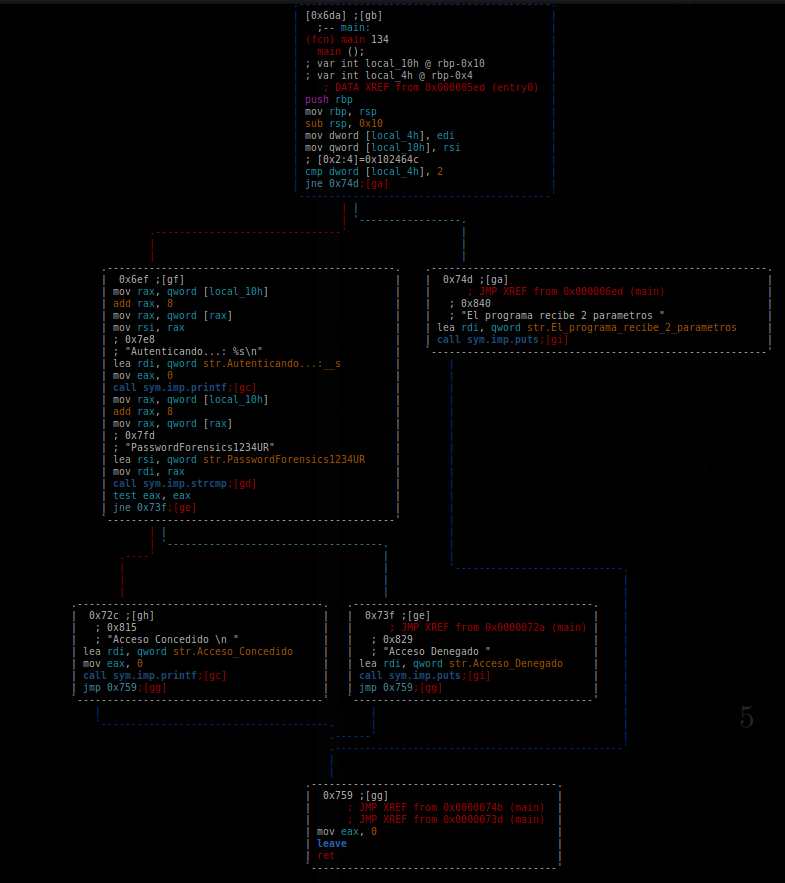 [0x6da] ;[gb]
;-- main:
(fcn) main 134
main ();
; var int local_10h @ rbp-0x10
; var int local_4h @ rbp-0x4
; DATA XREF from 0x000005ed (entry0)
push rbp
mov rbp, rsp
sub rsp, 0x10
mov dword [local_4h], edi
mov qword [local_10h], rsi
; [0x2:4]=0x102464c
cmp dword [local_4h], 2
jne 0x74d;[ga]
0x6ef ;[gf]
mov rax, qword [local_10h]
add rax, 8
mov rax, qword [rax]
mov rsi, rax
; 0x7e8
; "Autenticando...: %s\n"
lea rdi, qword str.Autenticando...:__s
mov eax, 0
call sym.imp.printf;[gc]
mov rax, qword [local_10h]
add rax, 8
mov rax, qword [rax]
; 0x7fd
; "PasswordForensics1234UR"
lea rsi, qword str.PasswordForensics1234UR
mov rdi, rax
call sym.imp.strcmp;[gd]
test eax, eax
jne 0x73f;[ge]
0x74d ;[ga]
; JMP XREF from 0x000006ed (main)
; 0x840
; "El programa recibe 2 parametros "
lea rdi, qword str.El_programa_recibe_2_parametros
call sym.imp.puts;[gi]
0x72c ;[gh]
; 0x815
; "Acceso Concedido \n "
lea rdi, qword str.Acceso_Concedido
mov eax, 0
call sym.imp.printf;[gc]
jmp 0x759;[gg]
0x73f ;[ge]
; JMP XREF from 0x0000072a (main)
; 0x829
; "Acceso Denegado "
lea rdi, qword str.Acceso_Denegado
call sym.imp.puts;[gi]
jmp 0x759;[gg]
5
0x759 ;[gg]
; JMP XREF from 0x0000074b (main)
; JMP XREF from 0x0000073d (main)
mov eax, 0
leave
ret